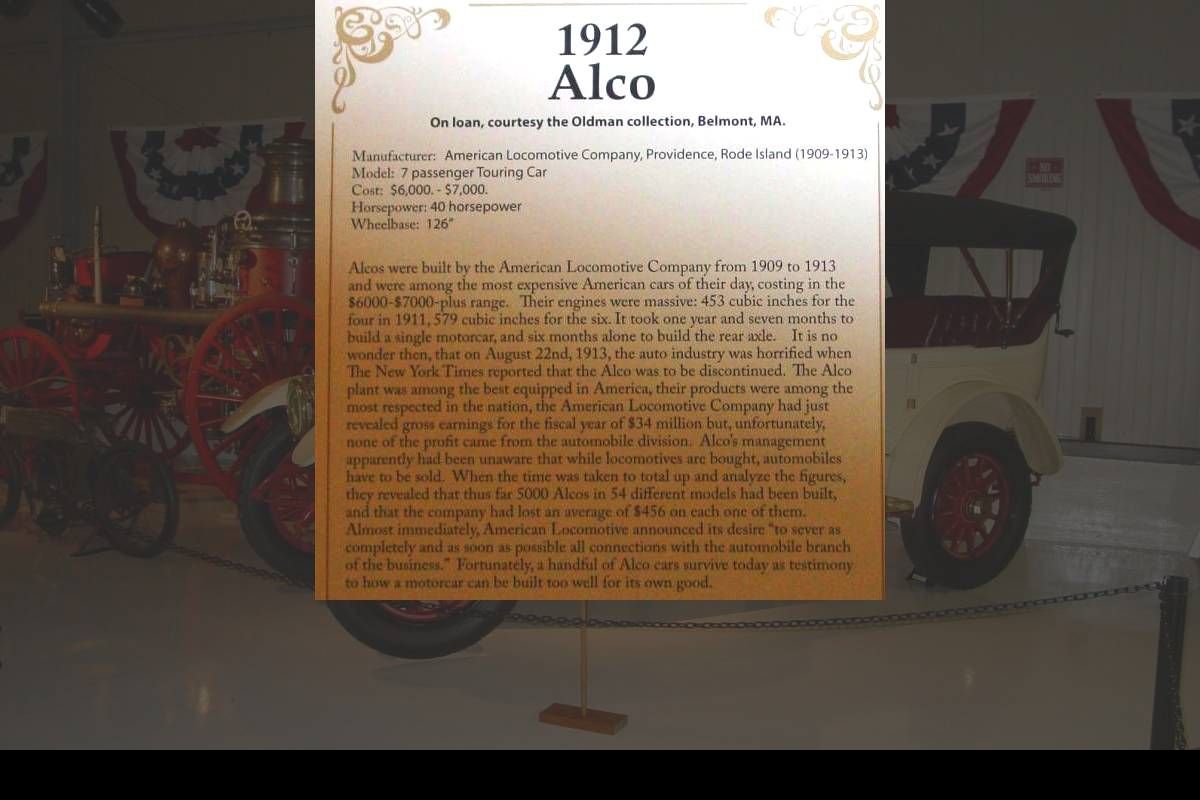 1912
Alco
On loan, courtesy the Oldman collection, Belmont, MA.
Manufacturer: American Locomotive Company, Providence, Rode Island (1909-1913)
Model: 7 passenger Touring Car
Cost: $6,000. - $7,000.
Horsepower: 40 horsepower
Wheelbase: 126"
Alcos were built by the American Locomotive Company from 1909 to 1913
and were among the most expensive American cars of their day, costing in the
$6000-$7000-plus range. Their engines were massive: 453 cubic inches for the
four in 1911, 579 cubic inches for the six. It took one year and seven months to
build a single motorcar, and six months alone to build the rear axle. It is no
wonder then, that on August 22nd, 1913, the auto industry was horrified when
The New York Times reported that the Alco was to be discontinued. The Alco
plant was among the best equipped in America, their products were among the
most respected in the nation, the American Locomotive Company had just
revealed gross earnings for the fiscal year of $34 million but, unfortunately,
none of the profit came from the automobile division. Alco's management
apparently had been unaware that while locomotives are bought, automobiles
have to be sold. When the time was taken to total up and analyze the figures,
they revealed that thus far 5000 Alcos in 54 different models had been built,
and that the company had lost an average of $456 on each one of them.
Almost immediately, American Locomotive announced its desire "to sever as
completely and as soon as possible all connections with the automobile branch
of the business." Fortunately, a handful of Alco cars survive today as testimony
to how a motorcar can be built too well for its own good.
NO
SMOKING